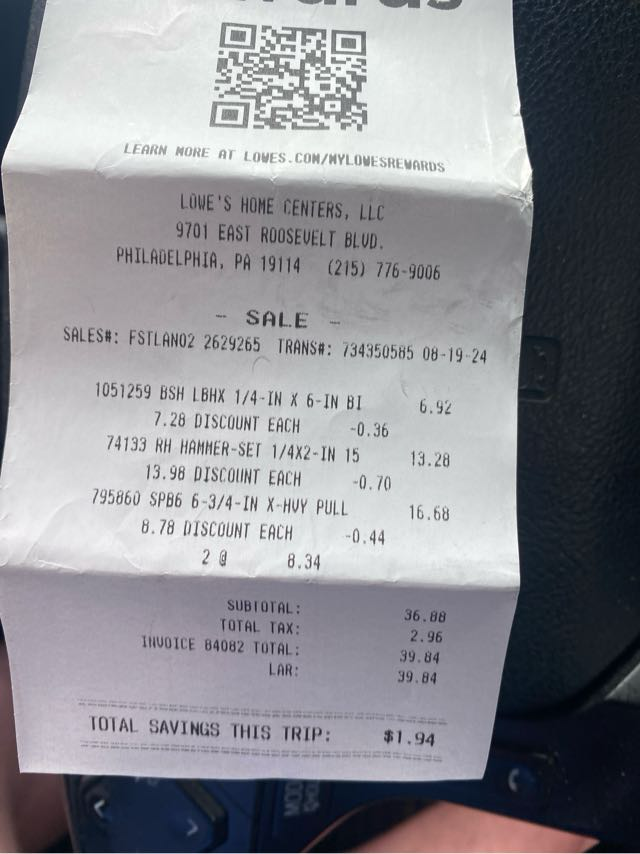 LEARN MORE AT LOWES.COM/MYLOWESREWARDS
LOWE'S HOME CENTERS, LLC
9701 EAST ROOSEVELT BLVD.
PHILADELPHIA, PA 19114 (215) 776-9006
- SALE -
SALES#: FSTLAN02 2629265 TRANS#: 734350585 08-19-24
1051259 BSH LBHX 1/4-IN X 6-IN BI 6.92
7.28 DISCOUNT EACH -0.36
74133 RH HAMMER-SET 1/4X2-IN 15 13.28
13.98 DISCOUNT EACH -0.70
795860 SPB6 6-3/4-IN X-HVY PULL 16.68
8.78 DISCOUNT EACH -0.44
2 @ 8.34
SUBTOTAL: 36.88
TOTAL TAX: 2.96
INVOICE 84082 TOTAL: 39.84
LAR: 39.84
TOTAL SAVINGS THIS TRIP: $1.94